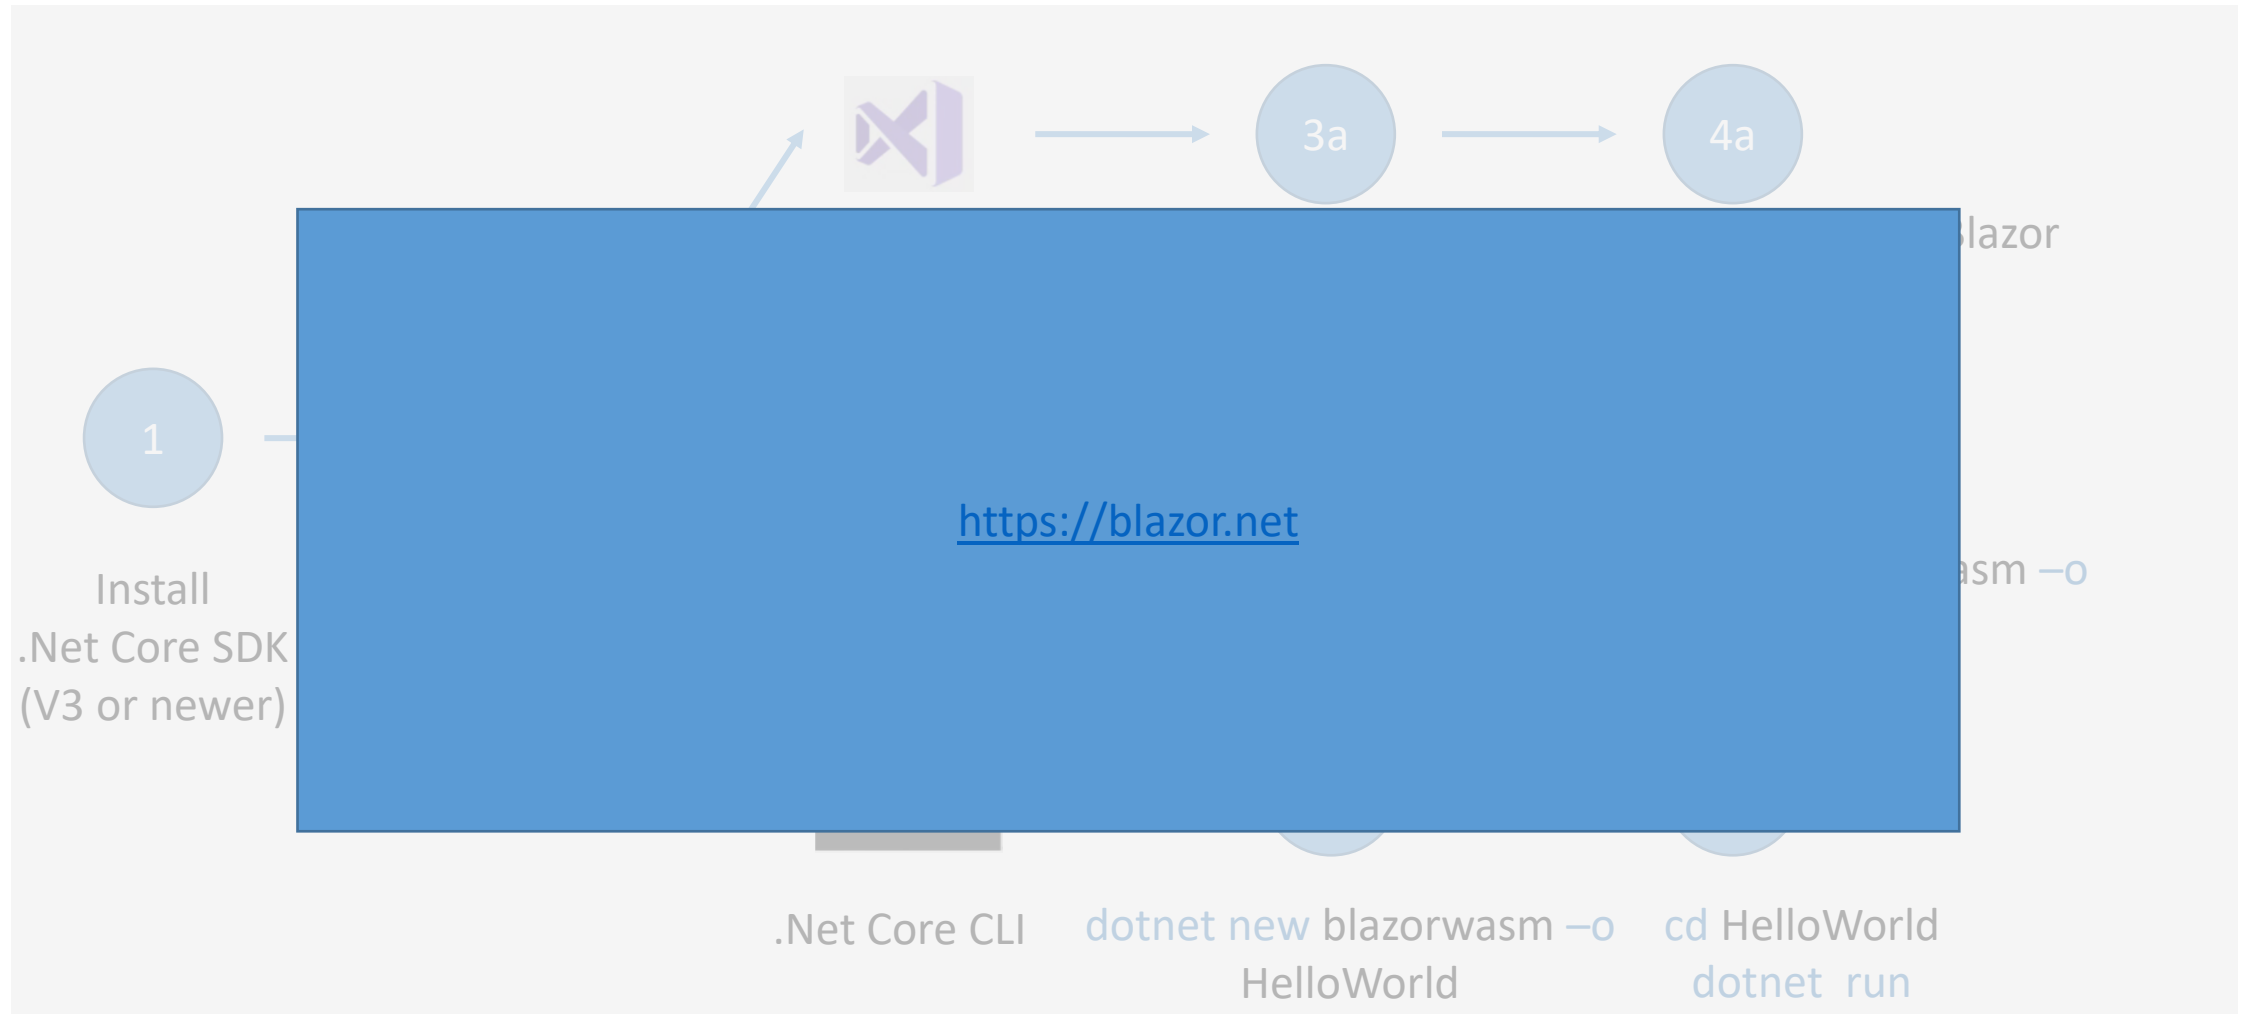 3a
4a
lazor
1
https://blazor.net
–o
Install
.Net Core SDK
(V3 or newer)
.Net Core CLI
dotnet new blazorwasm –o
HelloWorld
cd HelloWorld
dotnet run